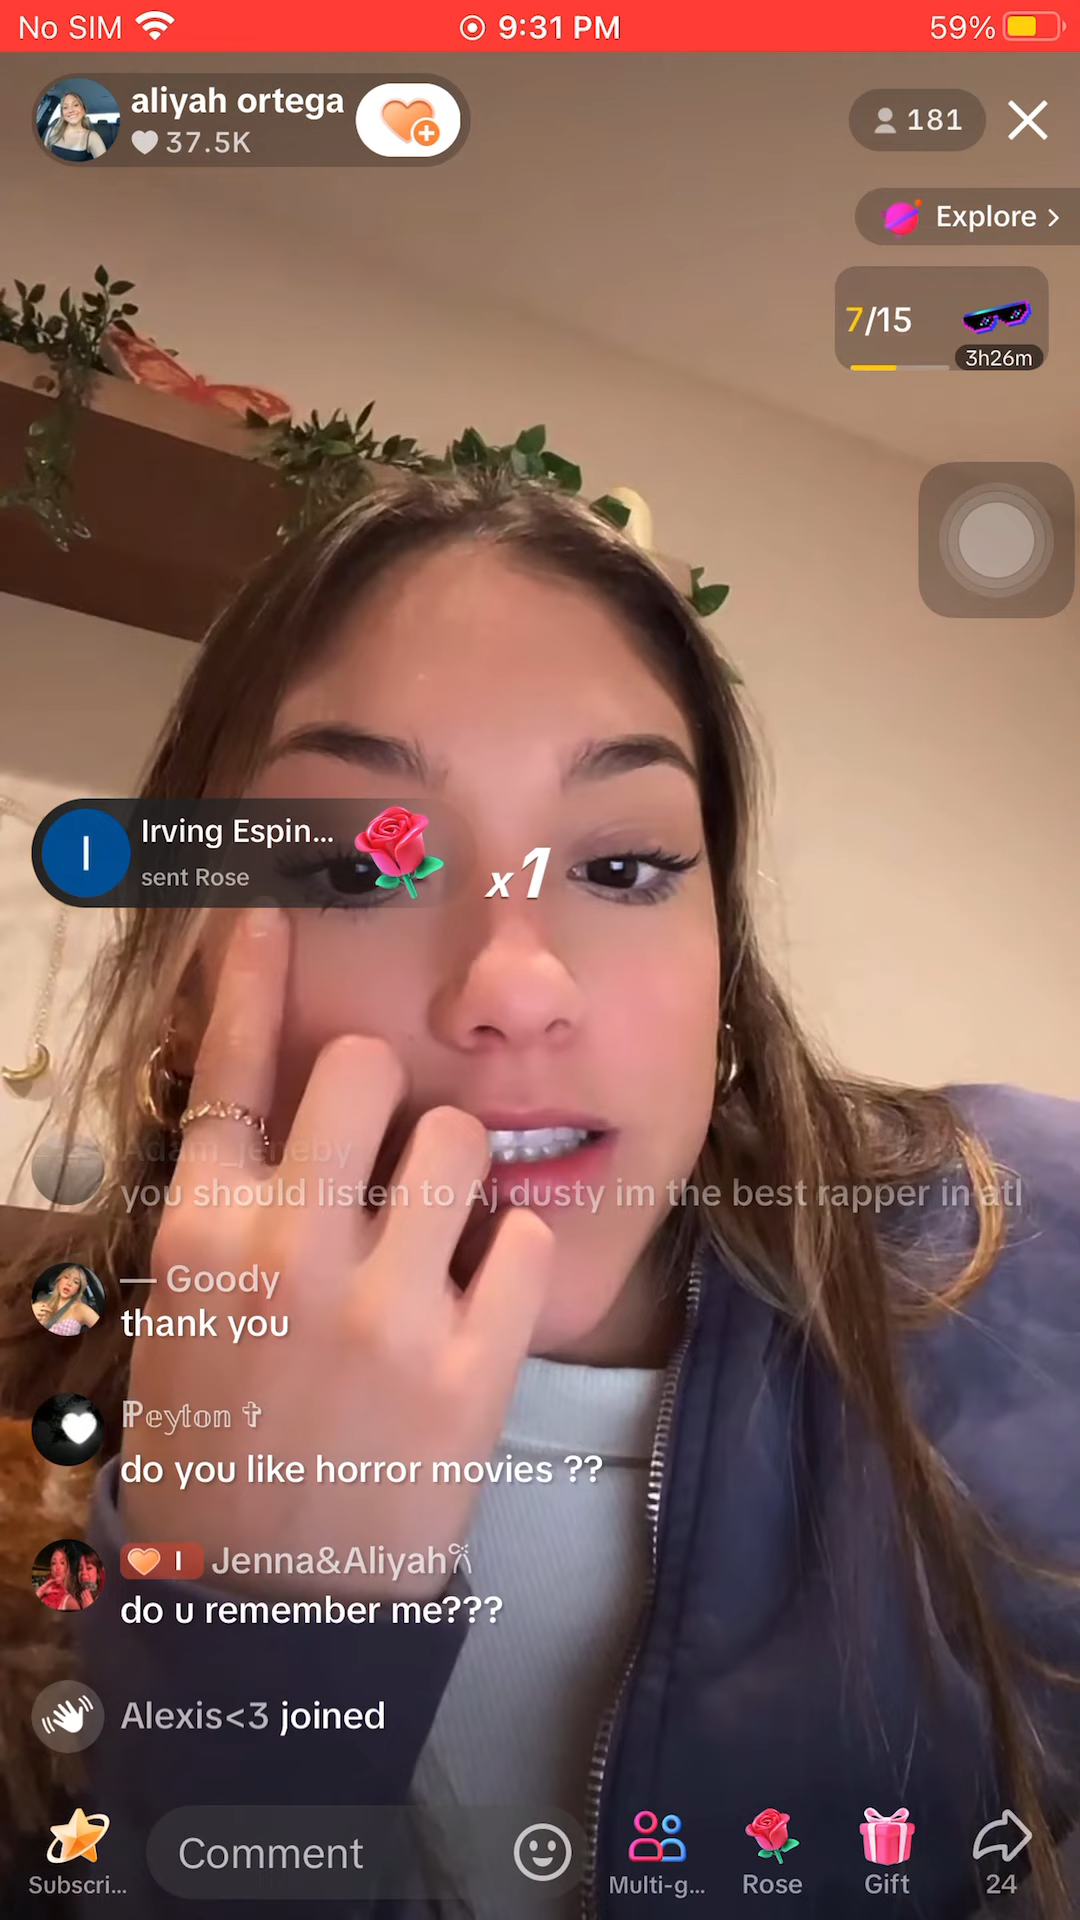 No SIM 9:31 PM 59%
aliyah ortega
37.5K
181
Explore >
7/15
3h26m
I
Irving Espin...
sent Rose
x1
Adam_jeneby
you should listen to Aj dusty im the best rapper in atl
— Goody
thank you
ℙ𝕖𝕪𝕥𝕠𝕟 ✞
do you like horror movies ??
I Jenna&Aliyah
do u remember me???
Alexis<3 joined
Subscri...
Comment
Multi-g...
Rose
Gift
24